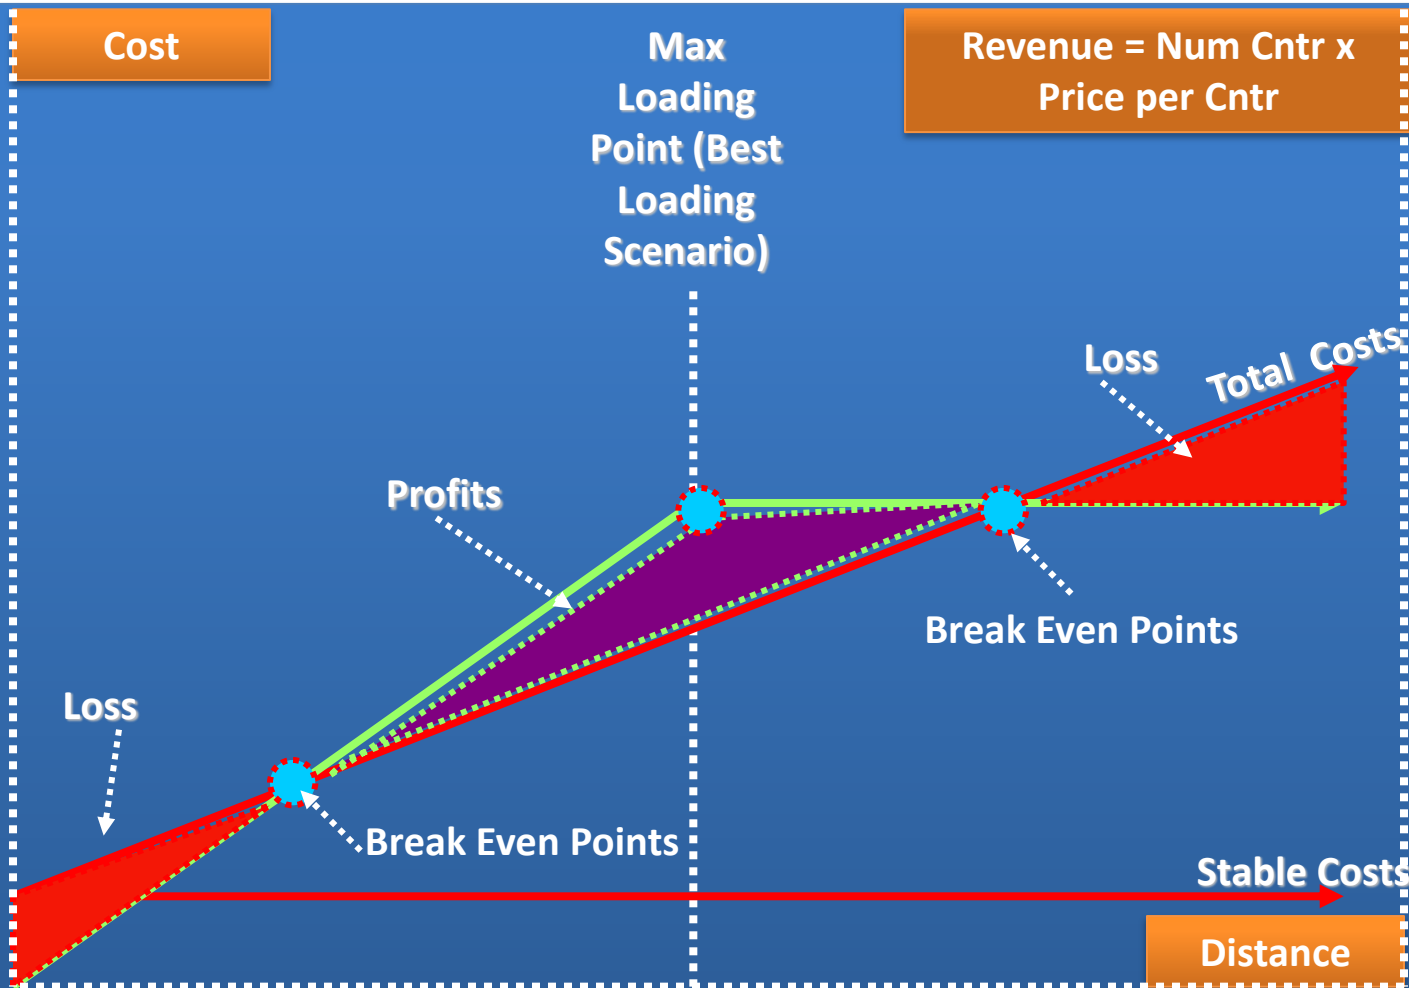 Cost
Max
Loading
Point (Best
Loading
Scenario)
Revenue = Num Cntr x
Price per Cntr
Loss
Total Costs
Profits
Break Even Points
Loss
Break Even Points
Stable Costs
Distance